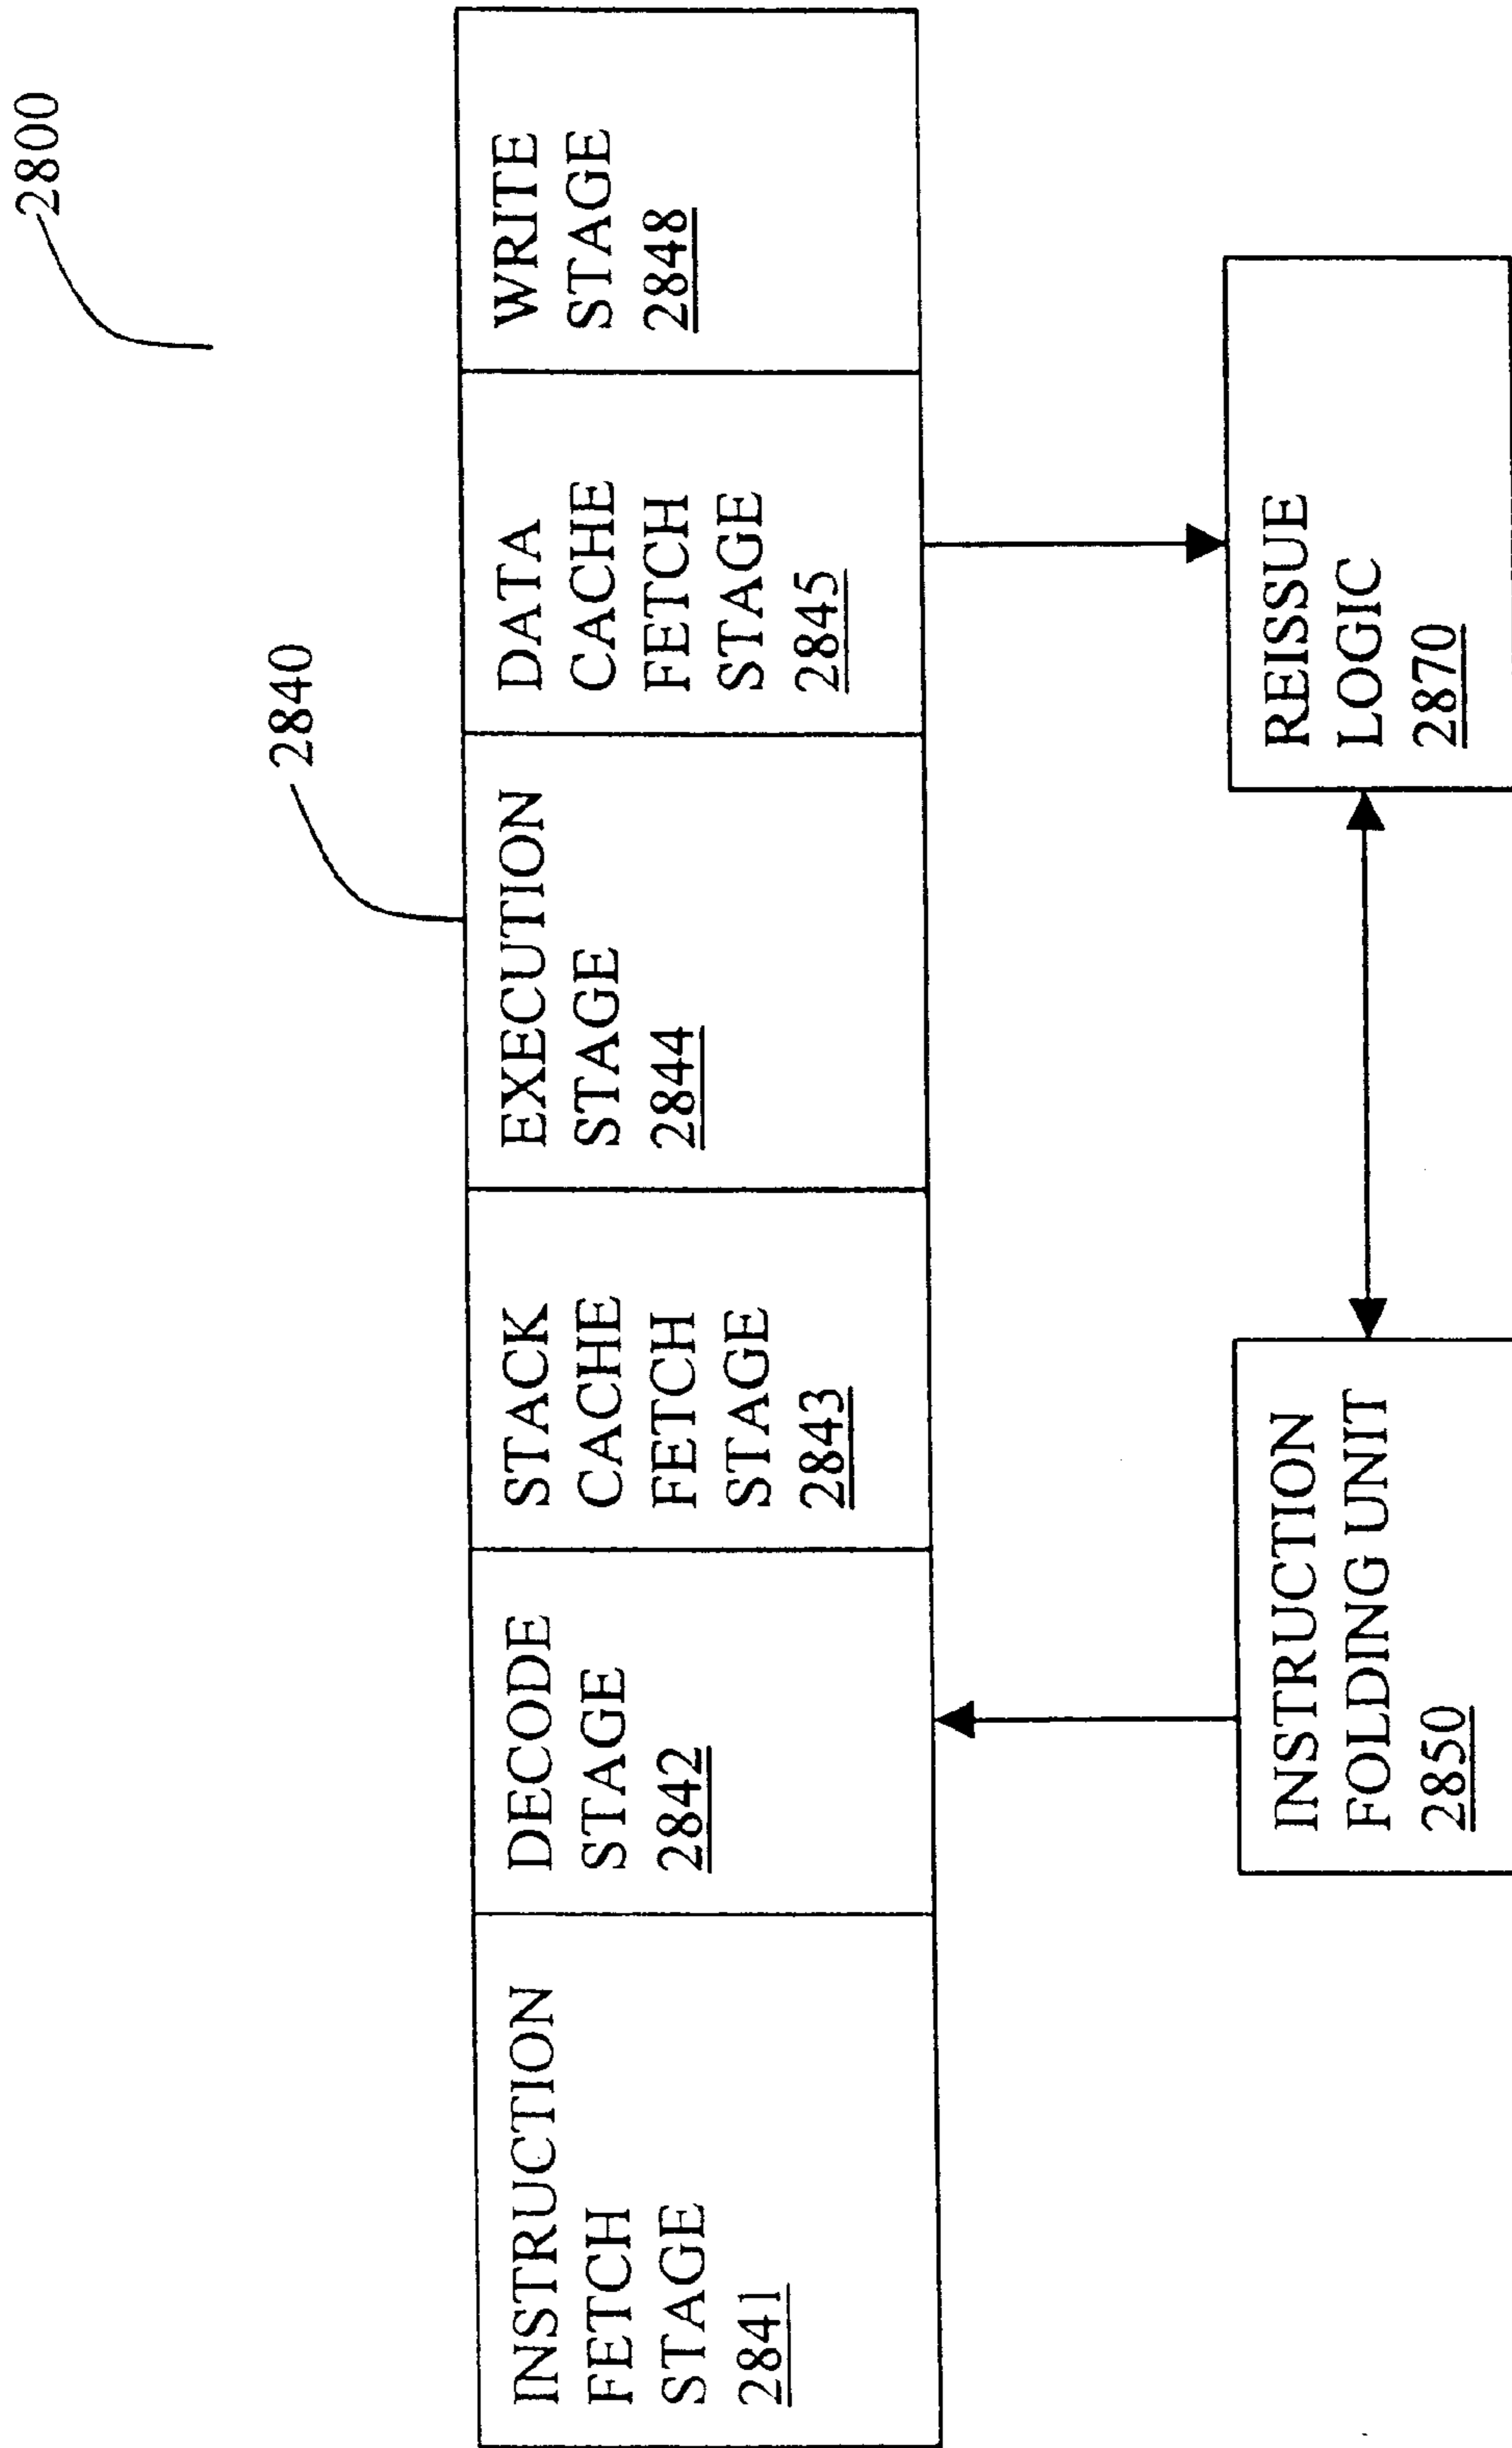 2800
2840
INSTRUCTION
FETCH
STAGE
2841
DECODE
STAGE
2842
STACK
CACHE
FETCH
STAGE
2843
EXECUTION
STAGE
2844
DATA
CACHE
FETCH
STAGE
2845
WRITE
STAGE
2848
INSTRUCTION
FOLDING UNIT
2850
REISSUE
LOGIC
2870